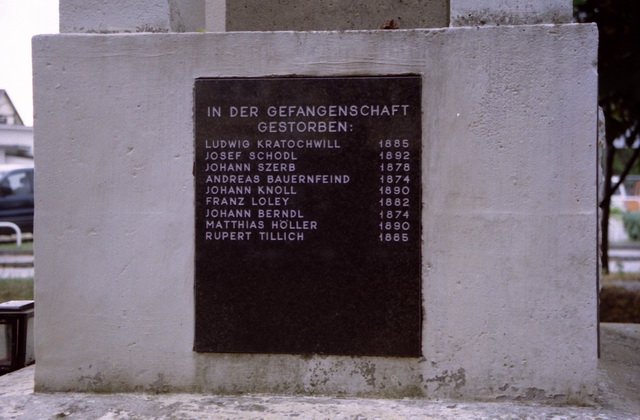 IN DER GEFANGENSCHAFT
GESTORBEN:
LUDWIG KRATOCHWILL 1885
JOSEF SCHODL 1892
JOHANN SZERB 1878
ANDREAS BAUERNFEIND 1874
JOHANN KNOLL 1890
FRANZ LOLEY 1882
JOHANN BERNDL 1874
MATTHIAS HÖLLER 1890
RUPERT TILLICH 1885